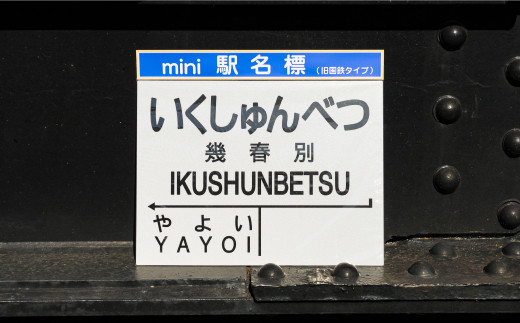 mini 駅名標（旧国鉄タイプ）
いくしゅんべつ
幾春別
IKUSHUNBETSU
やよい
YAYOI